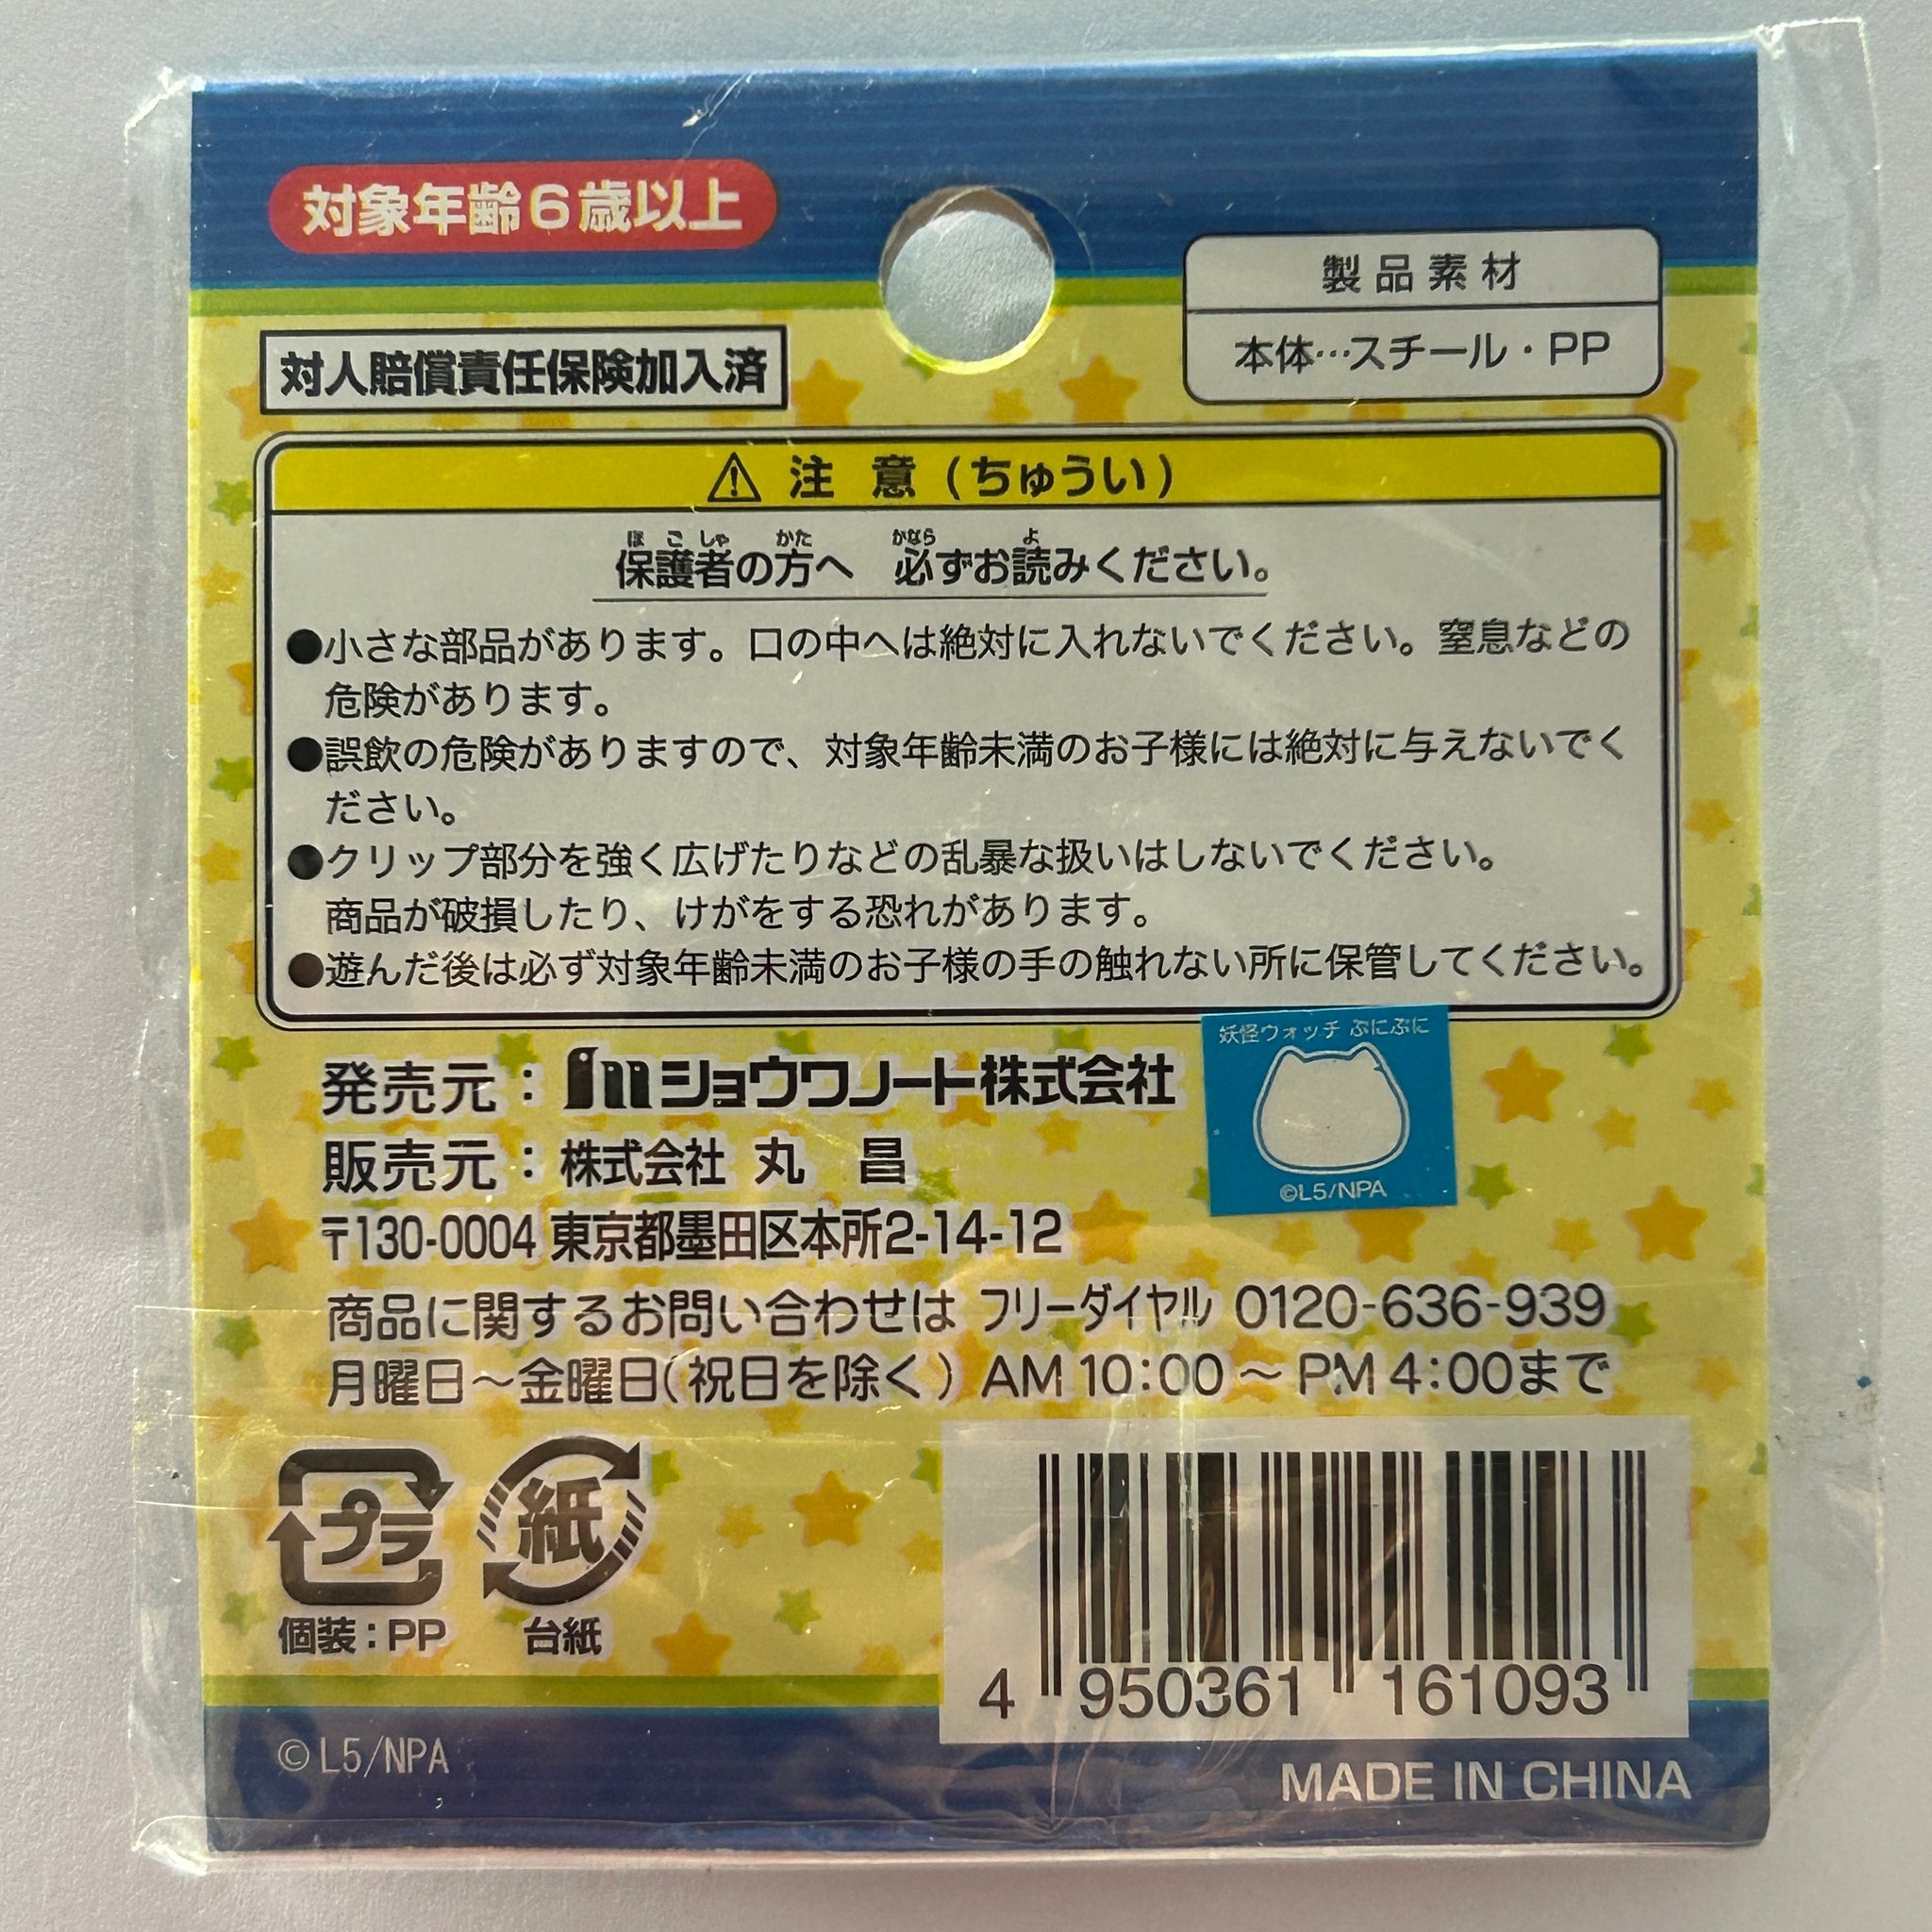 対象年齢6歳以上
製品素材
本体…スチール・PP
対人賠償責任保険加入済
⚠ 注 意 (ちゅうい)
ほ ご しゃ かた かなら よ
保護者の方へ 必ずお読みください。
●小さな部品があります。口の中へは絶対に入れないでください。窒息などの
危険があります。
●誤飲の危険がありますので、対象年齢未満のお子様には絶対に与えないでく
ださい。
●クリップ部分を強く広げたりなどの乱暴な扱いはしないでください。
商品が破損したり、けがをする恐れがあります。
●遊んだ後は必ず対象年齢未満のお子様の手の触れない所に保管してください。
妖怪ウォッチ ぷにぷに
©L5/NPA
発売元：ショウワノート株式会社
販売元：株式会社 丸 昌
〒130-0004 東京都墨田区本所2-14-12
商品に関するお問い合わせは フリーダイヤル 0120-636-939
月曜日～金曜日(祝日を除く) AM 10:00 ～ PM 4:00まで
プラ
紙
個装：PP
台紙
4 950361 161093
©L5/NPA
MADE IN CHINA